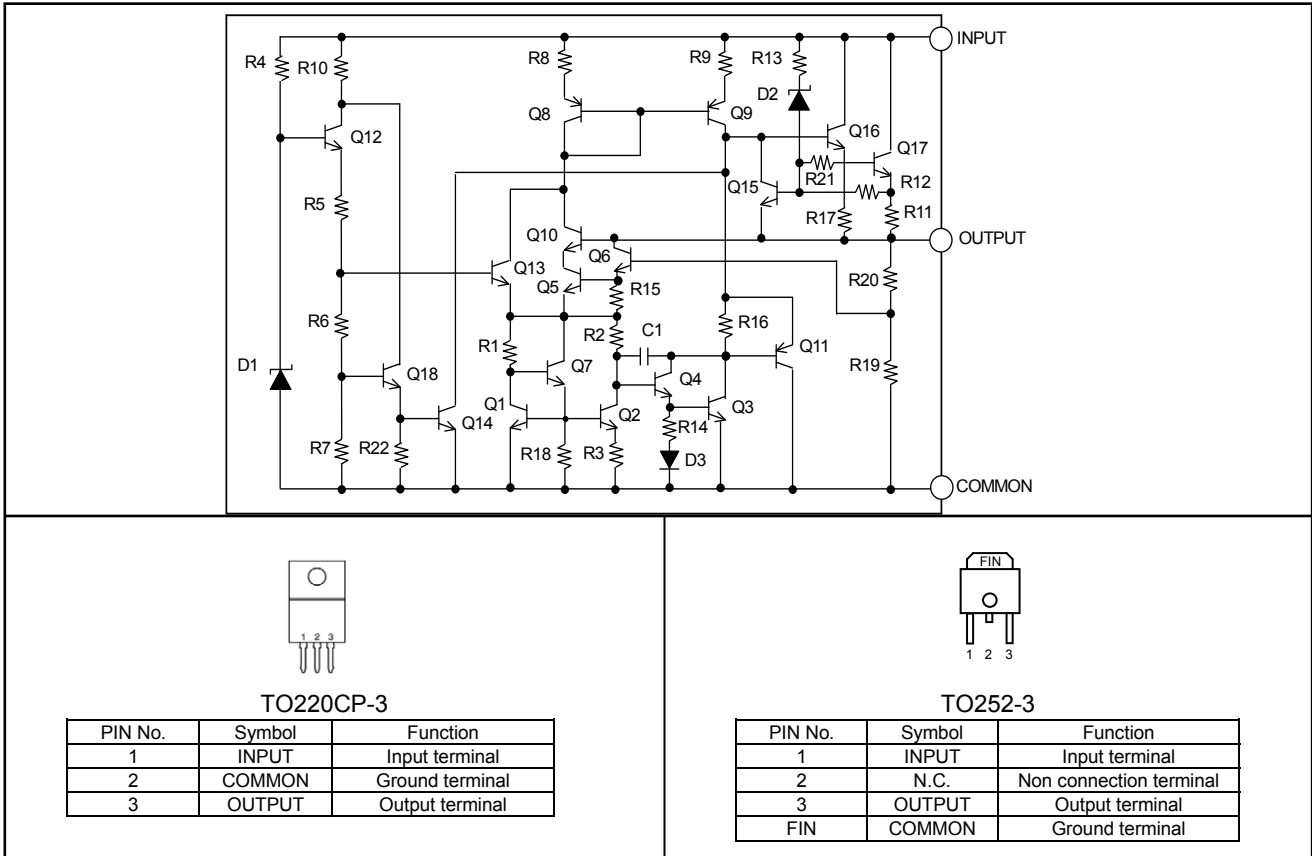 INPUT
R4
R10
R8
R9
R13
D2
Q8
Q9
Q12
Q16
Q17
R21
R12
Q15
R5
R17
R11
OUTPUT
Q10
Q6
Q13
Q5
R15
R20
R6
R1
R2
C1
R16
Q11
D1
Q7
Q18
Q4
R19
Q1
Q2
Q3
Q14
R14
R7
R22
R18
R3
D3
COMMON
1 2 3
TO220CP-3
PIN No. Symbol Function
1 INPUT Input terminal
2 COMMON Ground terminal
3 OUTPUT Output terminal
FIN
1 2 3
TO252-3
PIN No. Symbol Function
1 INPUT Input terminal
2 N.C. Non connection terminal
3 OUTPUT Output terminal
FIN COMMON Ground terminal